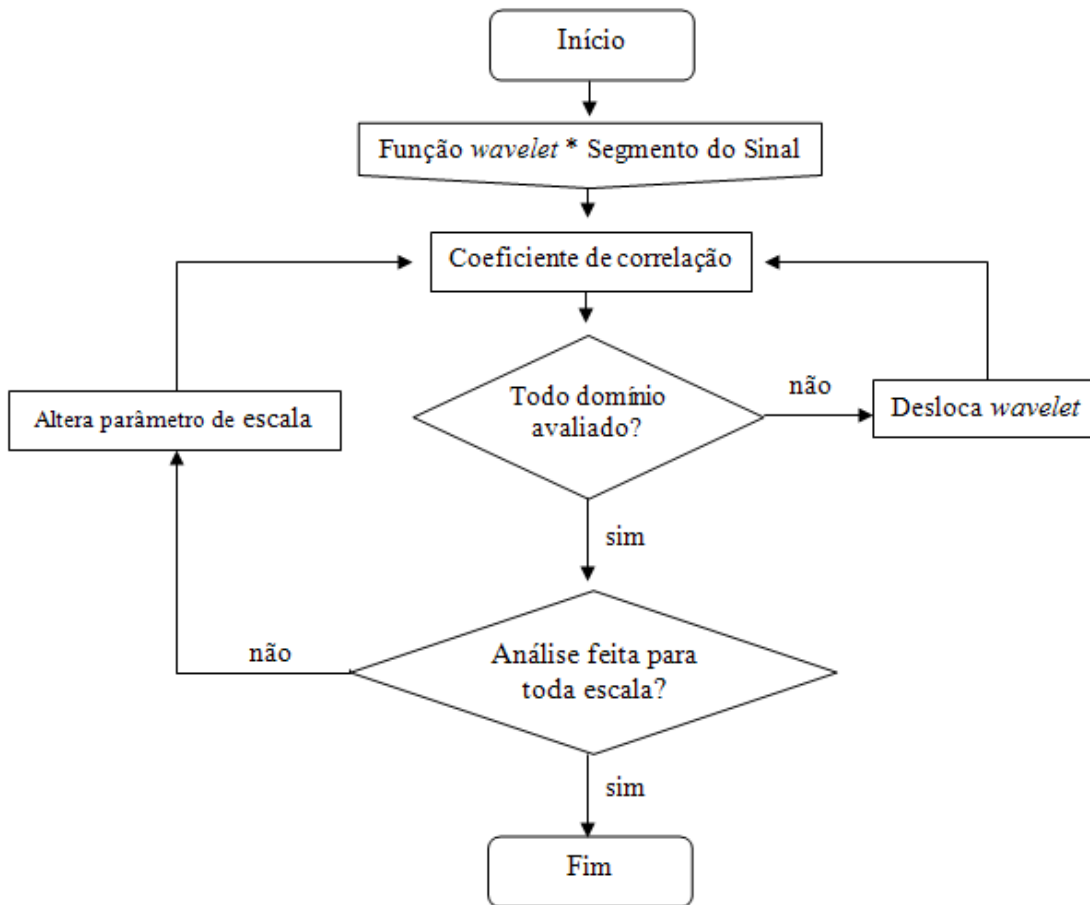 Início
Função wavelet * Segmento do Sinal
Coeficiente de correlação
Todo domínio
avaliado?
não
Desloca wavelet
Altera parâmetro de escala
sim
Análise feita para
toda escala?
não
sim
Fim